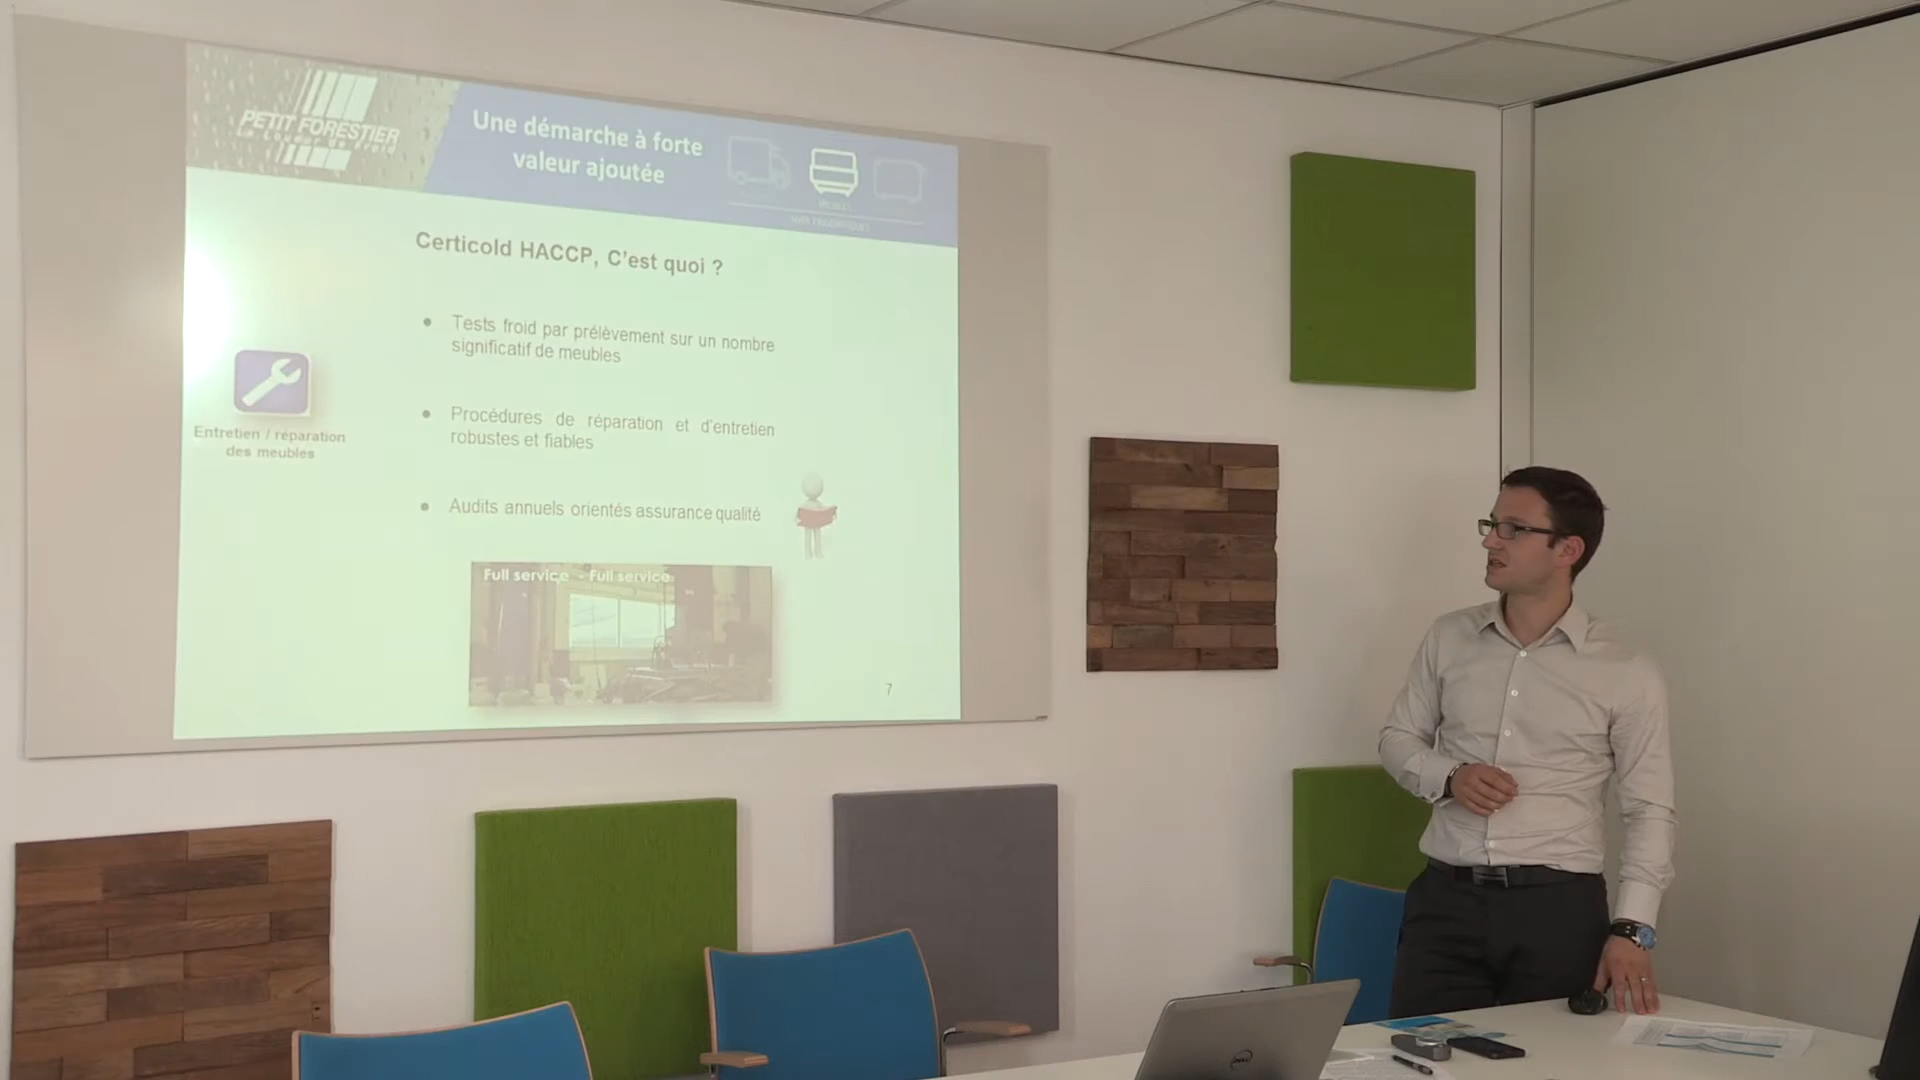 PETIT FORESTIER
Une démarche à forte
valeur ajoutée
Certicold HACCP, C'est quoi ?
• Tests froid par prélèvement sur un nombre
significatif de meubles
• Procédures de réparation et d'entretien
robustes et fiables
Entretien / réparation
des meubles
• Audits annuels orientés assurance qualité
Full service - Full service
7
DELL